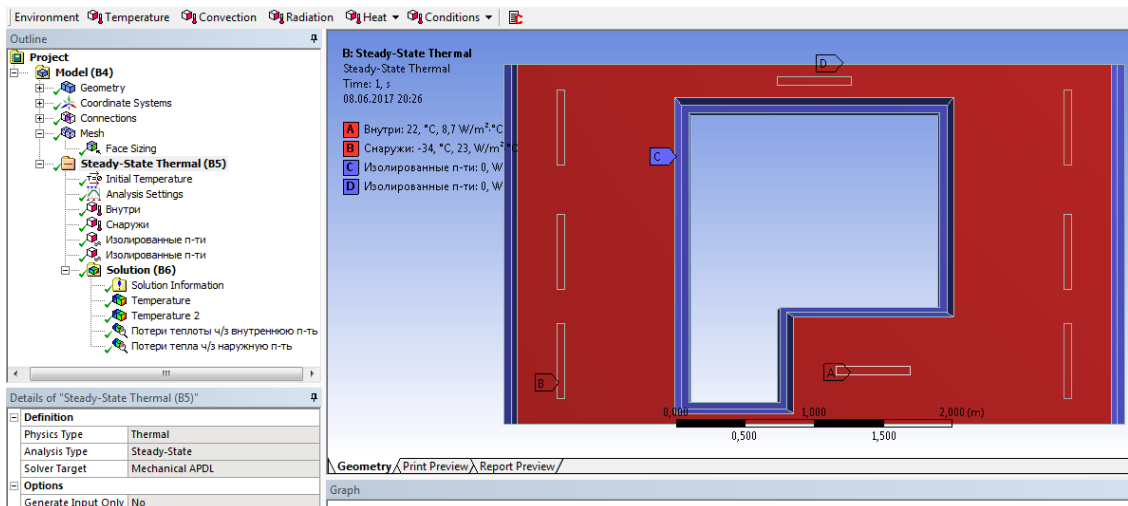 Environment Temperature Convection Radiation Heat Conditions
Outline
Project
Model (B4)
Geometry
Coordinate Systems
Connections
Mesh
Face Sizing
Steady-State Thermal (B5)
Initial Temperature
Analysis Settings
Внутри
Снаружи
Изолированные п-ти
Изолированные п-ти
Solution (B6)
Solution Information
Temperature
Temperature 2
Потери теплоты ч/з внутреннюю п-ть
Потери тепла ч/з наружную п-ть
Details of "Steady-State Thermal (B5)"
Definition
Physics Type Thermal
Analysis Type Steady-State
Solver Target Mechanical APDL
Options
Generate Input Only No
B: Steady-State Thermal
Steady-State Thermal
Time: 1, s
08.06.2017 20:26
A Внутри: 22, °C, 8,7 W/m²·°C
B Снаружи: -34, °C, 23, W/m²·°C
C Изолированные п-ти: 0, W
D Изолированные п-ти: 0, W
D
C
A
B
0,000 1,000 2,000 (m)
0,500 1,500
Geometry Print Preview Report Preview
Graph